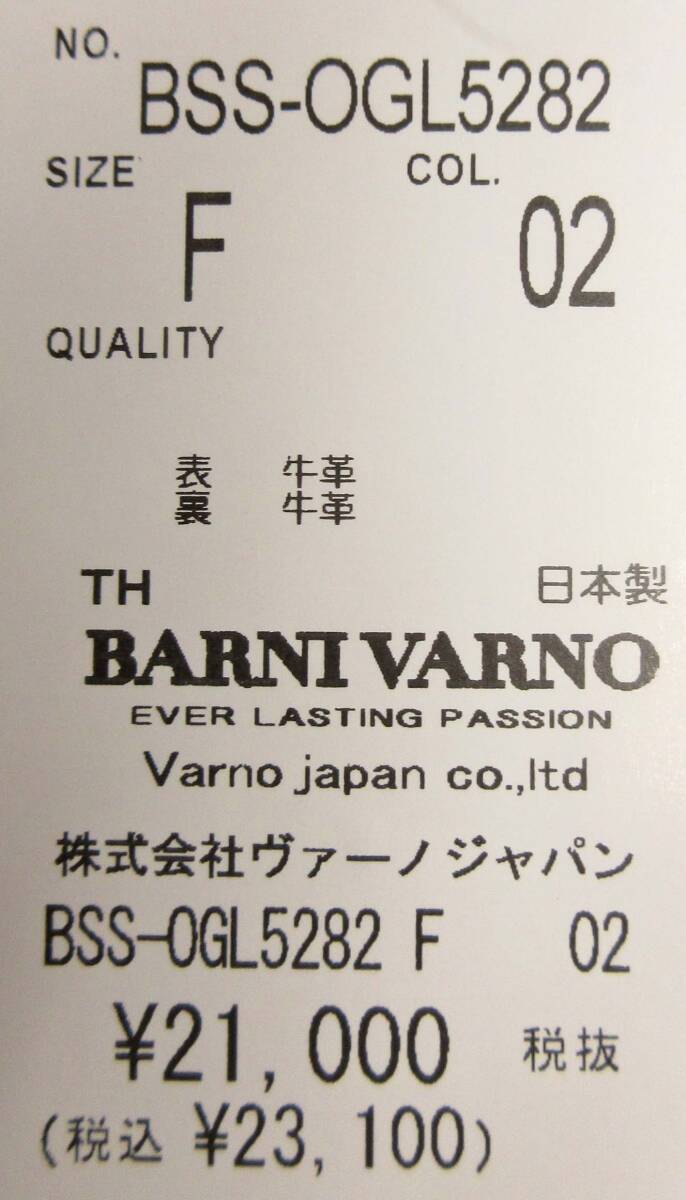 NO.
BSS-OGL5282
SIZE COL.
F 02
QUALITY
表 牛革
裏 牛革
TH 日本製
BARNI VARNO
EVER LASTING PASSION
Varno japan co.,ltd
株式会社ヴァーノジャパン
BSS-OGL5282 F 02
¥21,000 税抜
(税込 ¥23,100)